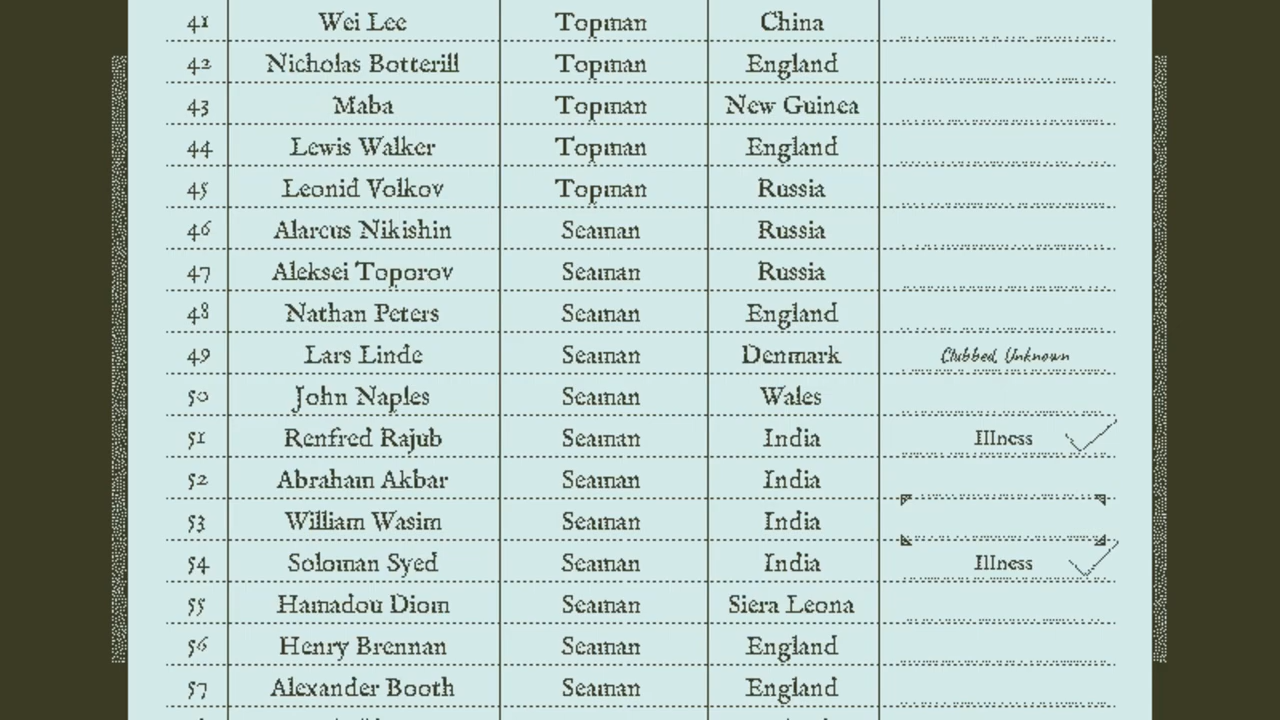 41 Wei Lee Topman China
42 Nicholas Botterill Topman England
43 Maba Topman New Guinea
44 Lewis Walker Topman England
45 Leonid Volkov Topman Russia
46 Alarcus Nikishin Seaman Russia
47 Aleksei Toporov Seaman Russia
48 Nathan Peters Seaman England
49 Lars Linde Seaman Denmark Clubbed, Unknown
50 John Naples Seaman Wales
51 Renfred Rajub Seaman India Illness
52 Abraham Akbar Seaman India
53 William Wasim Seaman India
54 Soloman Syed Seaman India Illness
55 Hamadou Diom Seaman Siera Leona
56 Henry Brennan Seaman England
57 Alexander Booth Seaman England